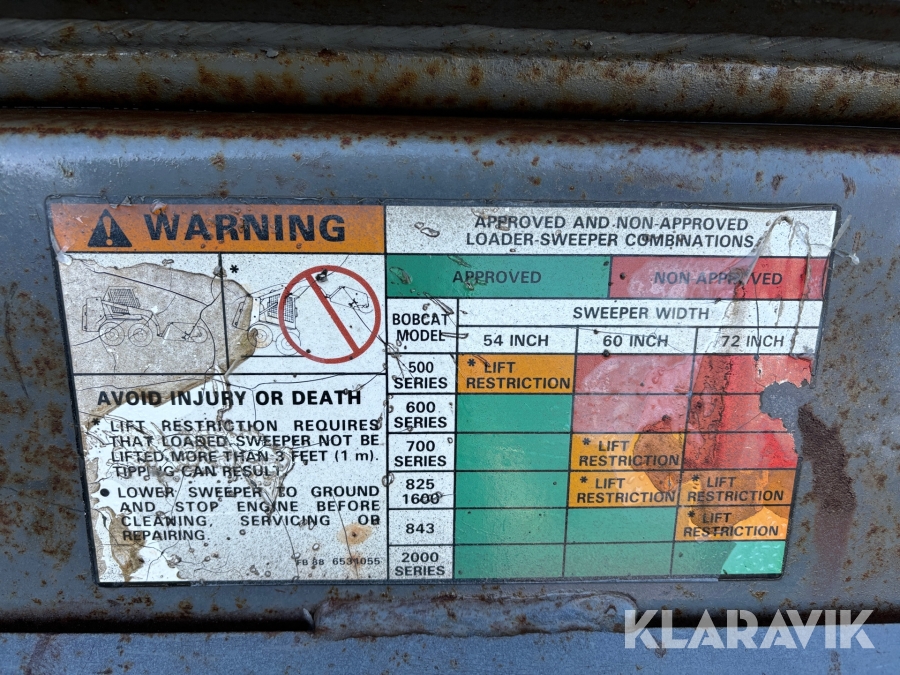 WARNING
APPROVED AND NON-APPROVED
LOADER-SWEEPER COMBINATIONS
APPROVED
NON APPROVED
*
BOBCAT
MODEL
SWEEPER WIDTH
54 INCH
60 INCH
72 INCH
500
SERIES
* LIFT
RESTRICTION
600
SERIES
700
SERIES
* LIFT
RESTRICTION
825
1600
* LIFT
RESTRICTION
* LIFT
RESTRICTION
843
* LIFT
RESTRICTION
2000
SERIES
AVOID INJURY OR DEATH
* LIFT RESTRICTION REQUIRES
THAT LOADED SWEEPER NOT BE
LIFTED MORE THAN 3 FEET (1 m).
TIPPING CAN RESULT
• LOWER SWEEPER TO GROUND
AND STOP ENGINE BEFORE
CLEANING, SERVICING OR
REPAIRING.
KLARAVIK